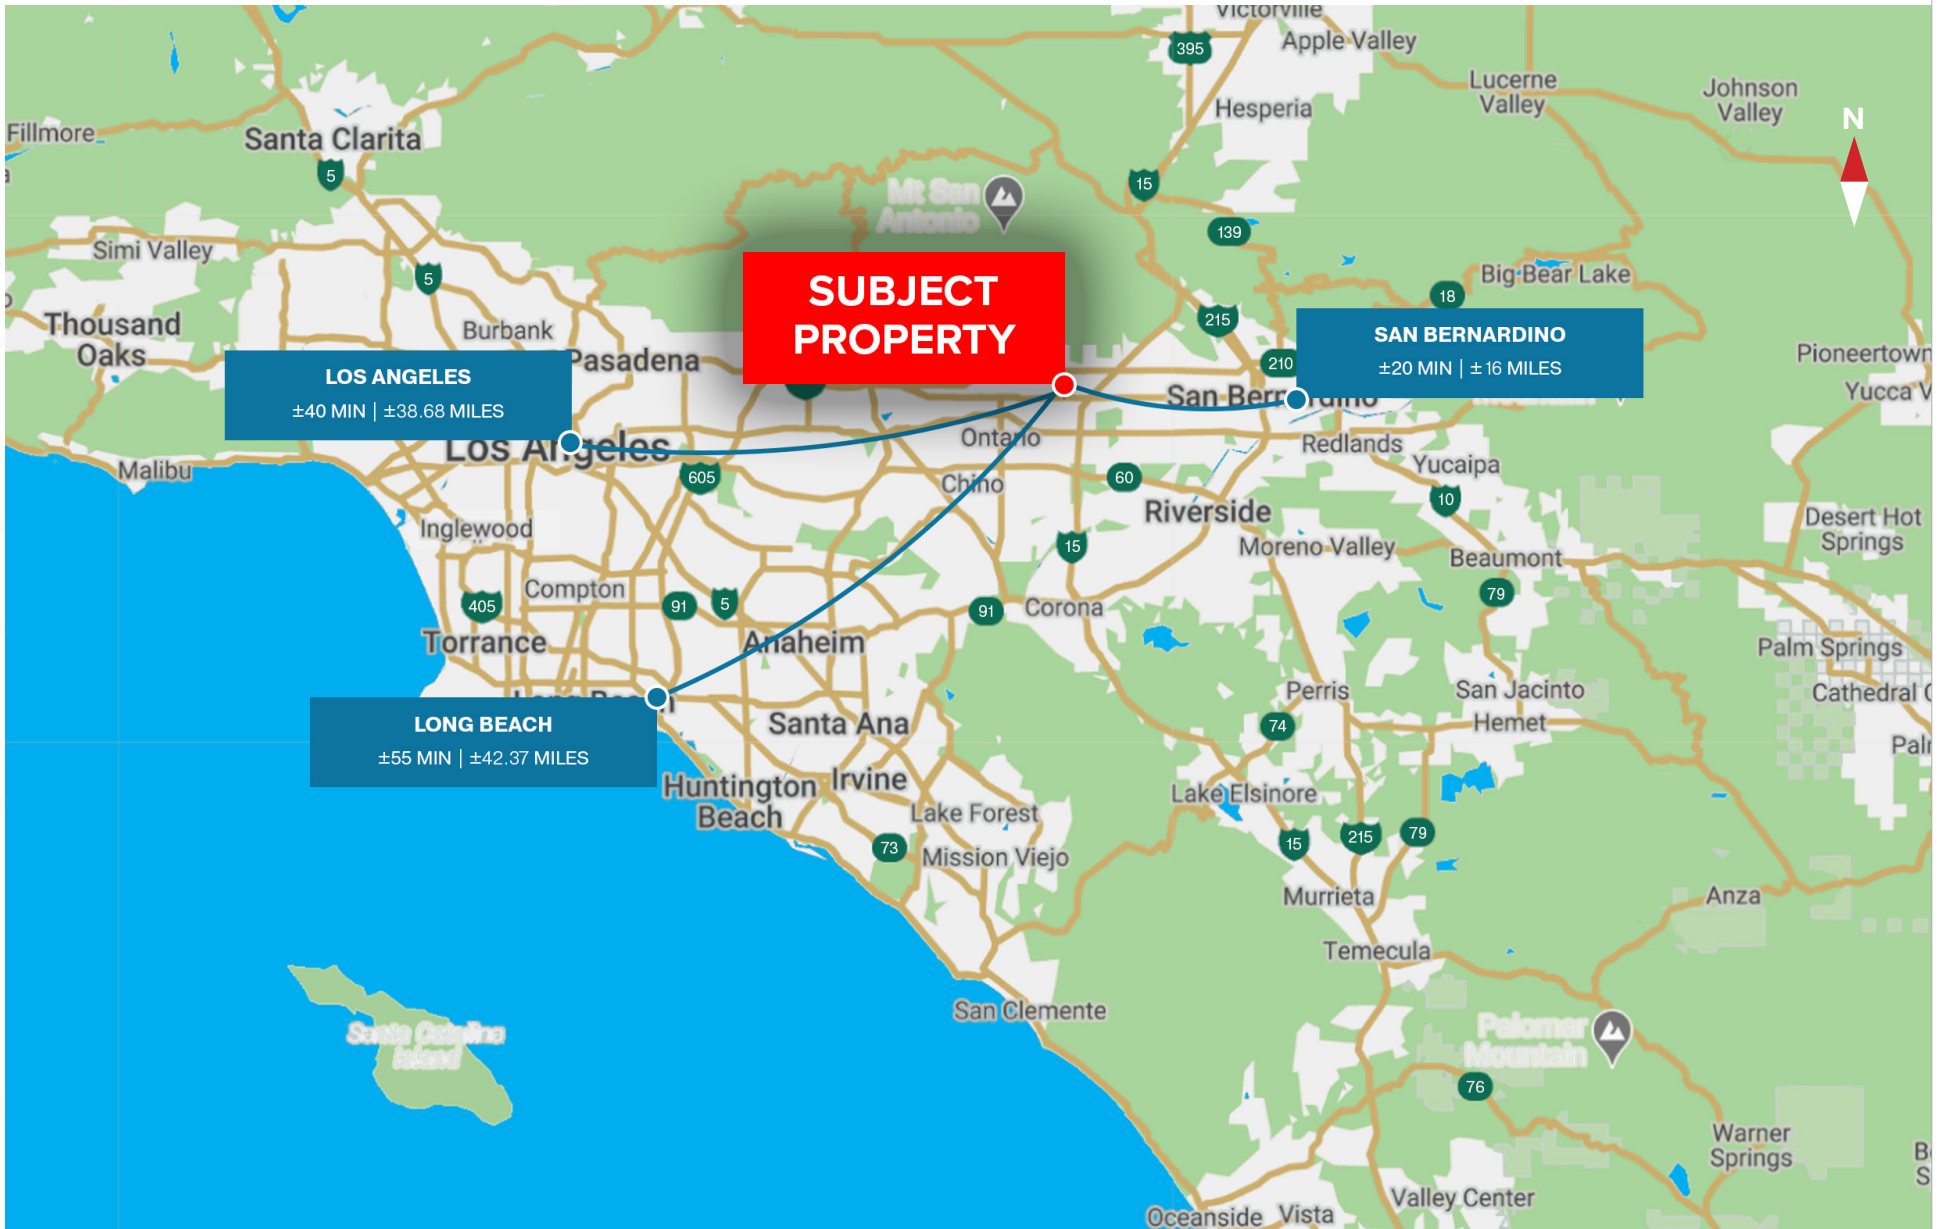 Victorville
395
Apple Valley
Lucerne
Valley
Johnson
Valley
Hesperia
N
Fillmore
Santa Clarita
5
15
Mt San
Antonio
139
Simi Valley
5
SUBJECT
PROPERTY
Big Bear Lake
18
215
Thousand
Oaks
Burbank
Pasadena
SAN BERNARDINO
±20 MIN | ± 16 MILES
210
San Bernardino
Pioneertown
Yucca V
LOS ANGELES
±40 MIN | ±38.68 MILES
Los Angeles
Ontario
Redlands
Malibu
605
Chino
60
Yucaipa
10
Riverside
Inglewood
15
Moreno Valley
Beaumont
Desert Hot
Springs
Compton
405
91
5
91
Corona
79
Torrance
Anaheim
Palm Springs
Long Beach
LONG BEACH
±55 MIN | ±42.37 MILES
Santa Ana
Perris
San Jacinto
Cathedral C
74
Hemet
Pal
Huntington
Beach
Irvine
Lake Elsinore
Lake Forest
73
Mission Viejo
15
215
79
Murrieta
Anza
Temecula
San Clemente
Santa Catalina
Island
Palomar
Mountain
76
Warner
Springs
B
S
Valley Center
Oceanside
Vista